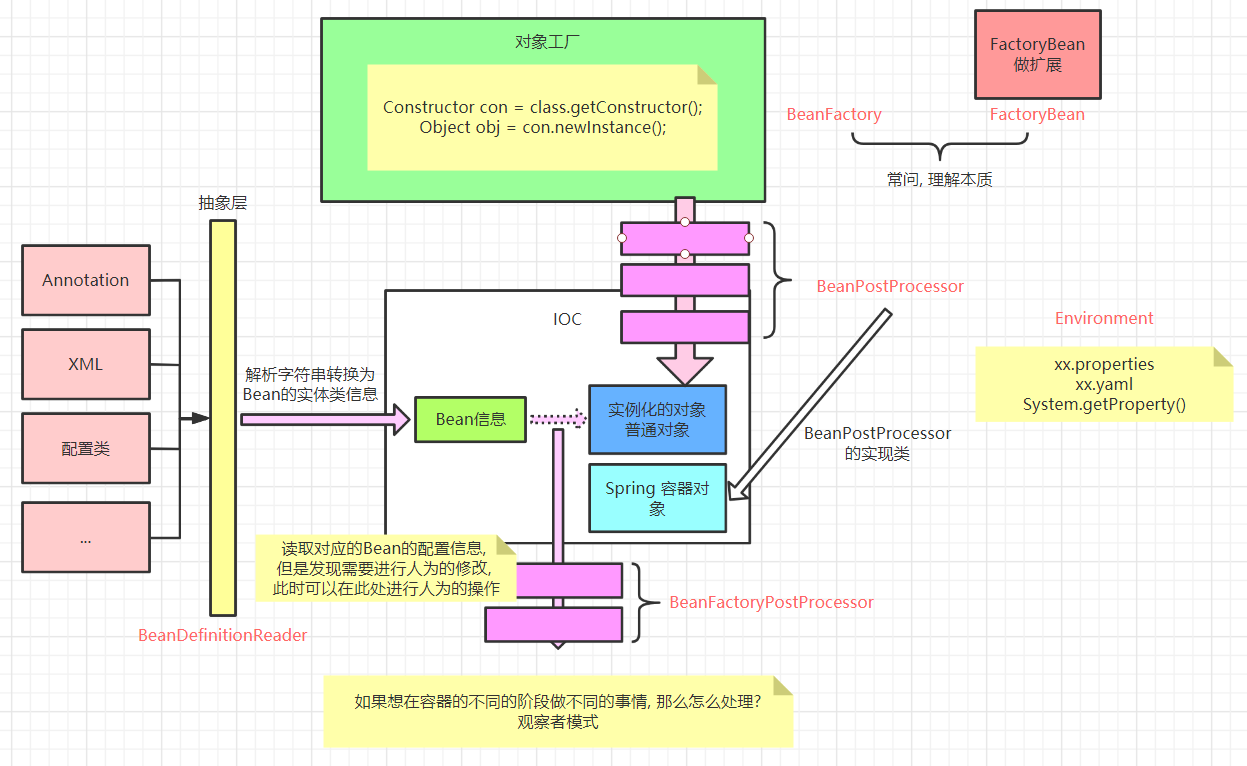 对象工厂
Constructor con = class.getConstructor();
Object obj = con.newInstance();
FactoryBean
做扩展
BeanFactory
FactoryBean
常问, 理解本质
抽象层
Annotation
XML
配置类
...
BeanDefinitionReader
解析字符串转换为
Bean的实体类信息
IOC
Bean信息
实例化的对象
普通对象
Spring 容器对
象
BeanPostProcessor
BeanPostProcessor
的实现类
Environment
xx.properties
xx.yaml
System.getProperty()
读取对应的Bean的配置信息,
但是发现需要进行人为的修改,
此时可以在此处进行人为的操作
BeanFactoryPostProcessor
如果想在容器的不同的阶段做不同的事情, 那么怎么处理?
观察者模式